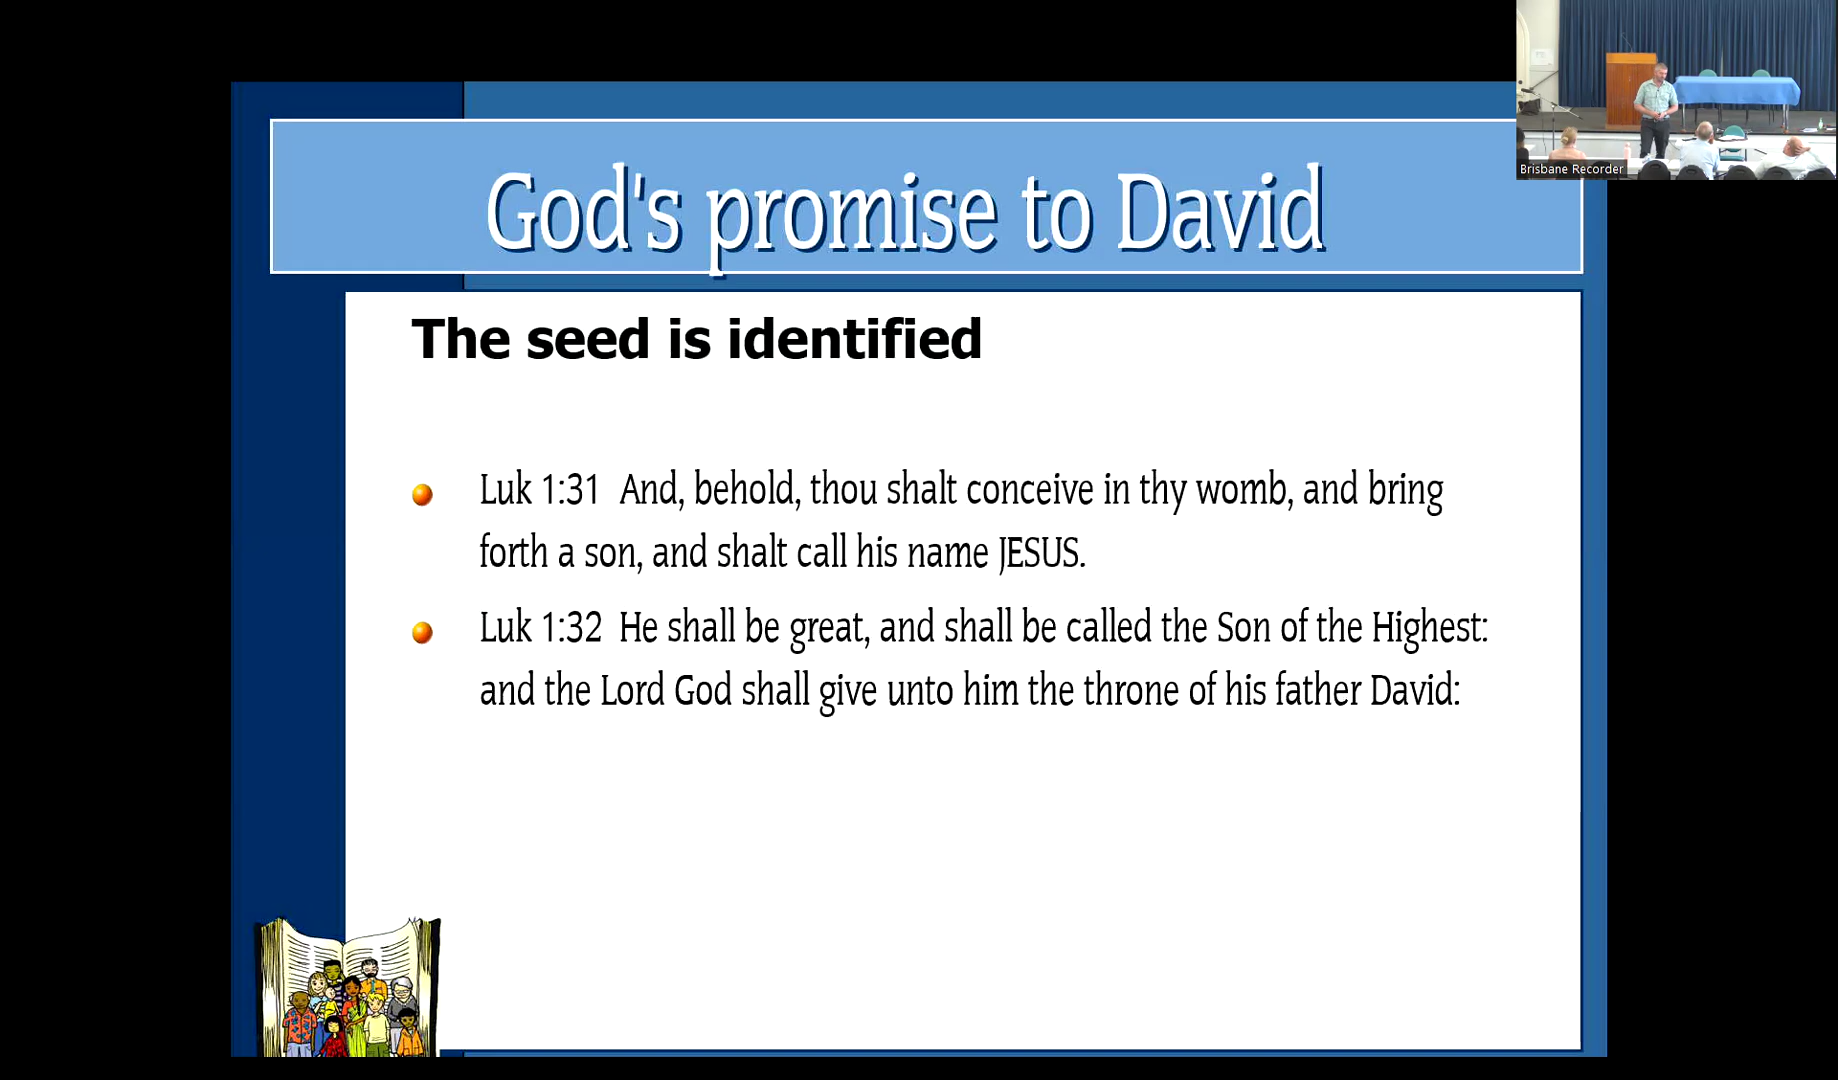 God's promise to David
Brisbane Recorder
The seed is identified
Luk 1:31  And, behold, thou shalt conceive in thy womb, and bring
forth a son, and shalt call his name JESUS.
Luk 1:32  He shall be great, and shall be called the Son of the Highest:
and the Lord God shall give unto him the throne of his father David: